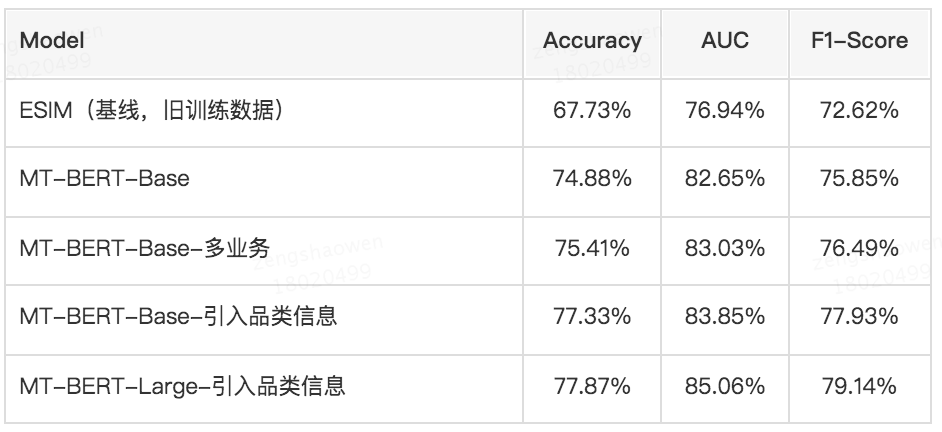 Model Accuracy AUC F1-Score
ESIM（基线，旧训练数据） 67.73% 76.94% 72.62%
MT-BERT-Base 74.88% 82.65% 75.85%
MT-BERT-Base-多业务 75.41% 83.03% 76.49%
zengshaowen
18020499
MT-BERT-Base-引入品类信息 77.33% 83.85% 77.93%
MT-BERT-Large-引入品类信息 77.87% 85.06% 79.14%